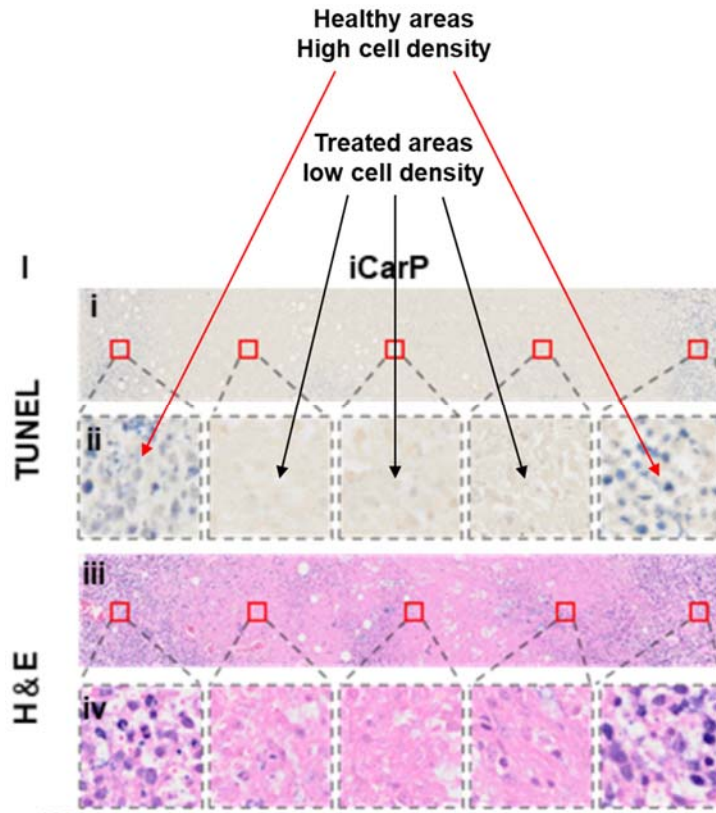 Healthy areas
High cell density
Treated areas
low cell density
I
iCarP
i
TUNEL
ii
iii
H&E
iv